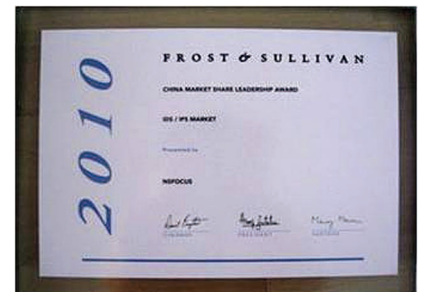 2010
FROST & SULLIVAN
CHINA MARKET SHARE LEADERSHIP AWARD
IDS / IPS MARKET
Presented to
NSFOCUS
PRESIDENT